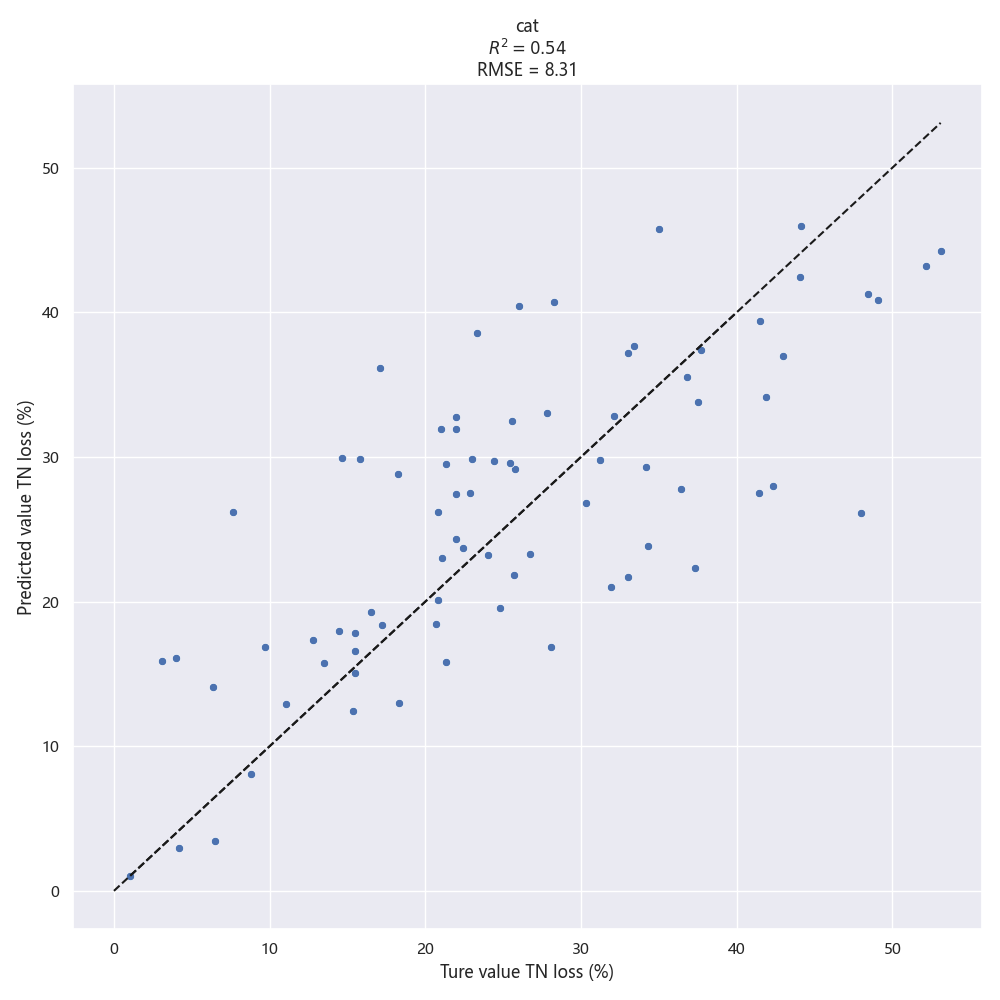 cat
R² = 0.54
RMSE = 8.31
Predicted value TN loss (%)
50
40
30
20
10
0
0 10 20 30 40 50
Ture value TN loss (%)